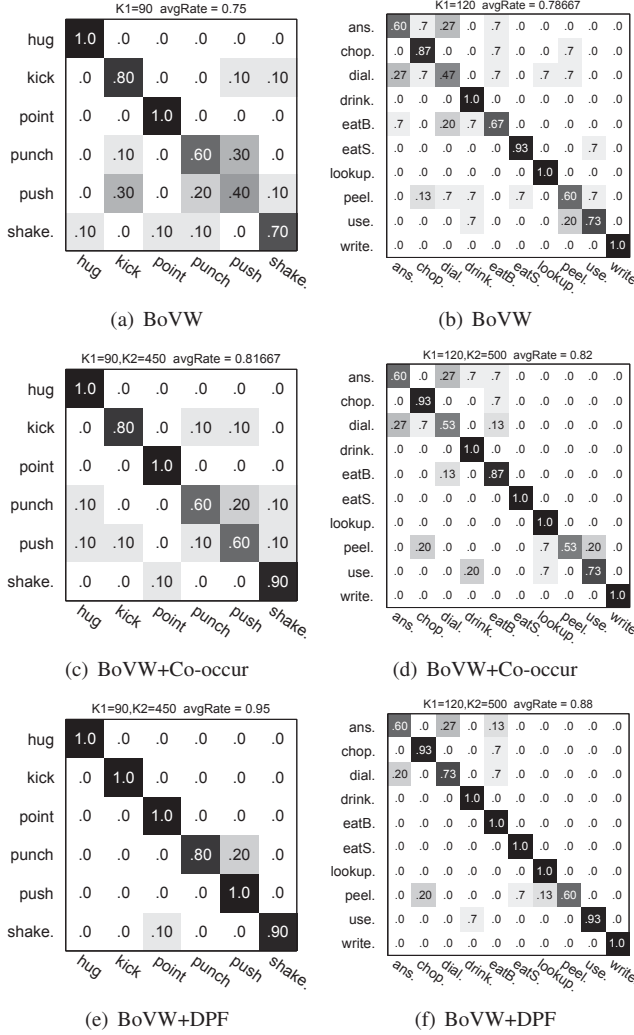 K1=90 avgRate = 0.75
hug 1.0 .0 .0 .0 .0 .0
kick .0 .80 .0 .0 .10 .10
point .0 .0 1.0 .0 .0 .0
punch .0 .10 .0 .60 .30 .0
push .0 .30 .0 .20 .40 .10
shake. .10 .0 .10 .10 .0 .70
hug kick point punch push shake.
(a) BoVW
K1=120 avgRate = 0.78667
ans. .60 .0 .27 .0 .7 .0 .0 .0 .0 .0
chop. .0 .87 .0 .0 .7 .0 .0 .7 .0 .0
dial. .27 .7 .47 .0 .7 .0 .7 .7 .0 .0
drink. .0 .0 .0 1.0 .0 .0 .0 .0 .0 .0
eatB. .7 .0 .20 .7 .67 .0 .0 .0 .0 .0
eatS. .0 .0 .0 .0 .0 .93 .0 .0 .7 .0
lookup. .0 .0 .0 .0 .0 .0 1.0 .0 .0 .0
peel. .0 .13 .7 .7 .0 .7 .0 .60 .7 .0
use. .0 .0 .0 .7 .0 .0 .0 .20 .73 .0
write. .0 .0 .0 .0 .0 .0 .0 .0 .0 1.0
ans. chop. dial. drink. eatB. eatS. lookup. peel. use. write.
(b) BoVW
K1=90,K2=450 avgRate = 0.81667
hug 1.0 .0 .0 .0 .0 .0
kick .0 .80 .0 .10 .10 .0
point .0 .0 1.0 .0 .0 .0
punch .10 .0 .0 .60 .20 .10
push .10 .10 .0 .10 .60 .10
shake. .0 .0 .10 .0 .0 .90
hug kick point punch push shake.
(c) BoVW+Co-occur
K1=120,K2=500 avgRate = 0.82
ans. .60 .0 .27 .7 .7 .0 .0 .0 .0 .0
chop. .0 .93 .0 .0 .7 .0 .0 .0 .0 .0
dial. .27 .7 .53 .0 .13 .0 .0 .0 .0 .0
drink. .0 .0 .0 1.0 .0 .0 .0 .0 .0 .0
eatB. .0 .0 .13 .0 .87 .0 .0 .0 .0 .0
eatS. .0 .0 .0 .0 .0 1.0 .0 .0 .0 .0
lookup. .0 .0 .0 .0 .0 .0 1.0 .0 .0 .0
peel. .0 .20 .0 .0 .0 .0 .7 .53 .20 .0
use. .0 .0 .0 .20 .0 .0 .7 .0 .73 .0
write. .0 .0 .0 .0 .0 .0 .0 .0 .0 1.0
ans. chop. dial. drink. eatB. eatS. lookup. peel. use. write.
(d) BoVW+Co-occur
K1=90,K2=450 avgRate = 0.95
hug 1.0 .0 .0 .0 .0 .0
kick .0 1.0 .0 .0 .0 .0
point .0 .0 1.0 .0 .0 .0
punch .0 .0 .0 .80 .20 .0
push .0 .0 .0 .0 1.0 .0
shake. .0 .0 .10 .0 .0 .90
hug kick point punch push shake.
(e) BoVW+DPF
K1=120,K2=500 avgRate = 0.88
ans. .60 .0 .27 .0 .13 .0 .0 .0 .0 .0
chop. .0 .93 .0 .0 .7 .0 .0 .0 .0 .0
dial. .20 .0 .73 .0 .7 .0 .0 .0 .0 .0
drink. .0 .0 .0 1.0 .0 .0 .0 .0 .0 .0
eatB. .0 .0 .0 .0 1.0 .0 .0 .0 .0 .0
eatS. .0 .0 .0 .0 .0 1.0 .0 .0 .0 .0
lookup. .0 .0 .0 .0 .0 .0 1.0 .0 .0 .0
peel. .0 .20 .0 .0 .0 .7 .13 .60 .0 .0
use. .0 .0 .0 .7 .0 .0 .0 .0 .93 .0
write. .0 .0 .0 .0 .0 .0 .0 .0 .0 1.0
ans. chop. dial. drink. eatB. eatS. lookup. peel. use. write.
(f) BoVW+DPF